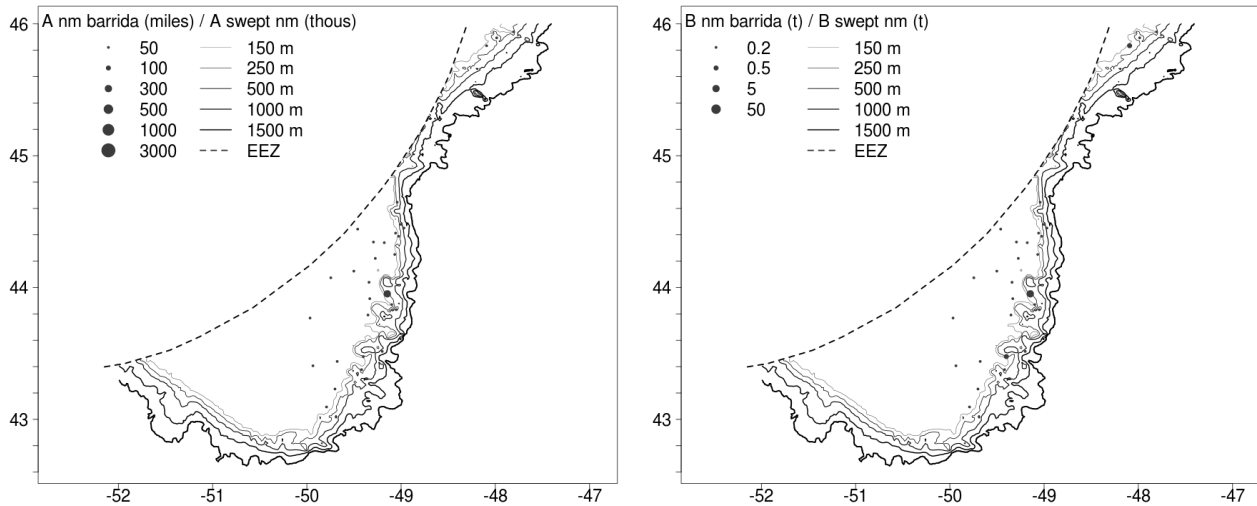 A nm barrida (miles) / A swept nm (thous)
50 150 m
100 250 m
300 500 m
500 1000 m
1000 1500 m
3000 EEZ
46
45
44
43
-52 -51 -50 -49 -48 -47
B nm barrida (t) / B swept nm (t)
0.2 150 m
0.5 250 m
5 500 m
50 1000 m
1500 m
EEZ
46
45
44
43
-52 -51 -50 -49 -48 -47